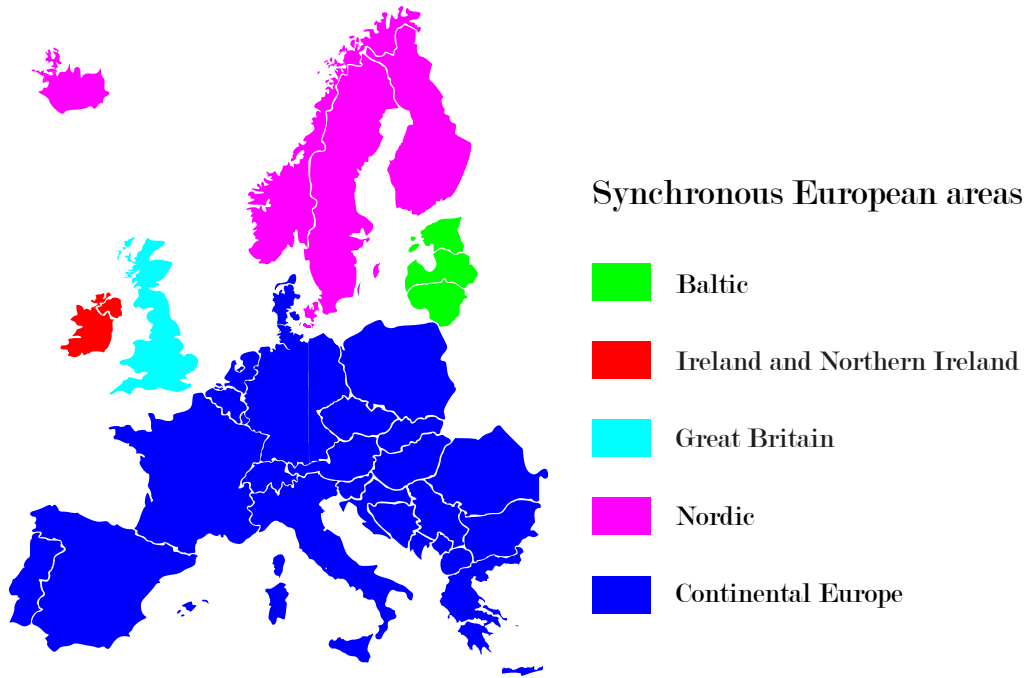 Synchronous European areas
Baltic
Ireland and Northern Ireland
Great Britain
Nordic
Continental Europe